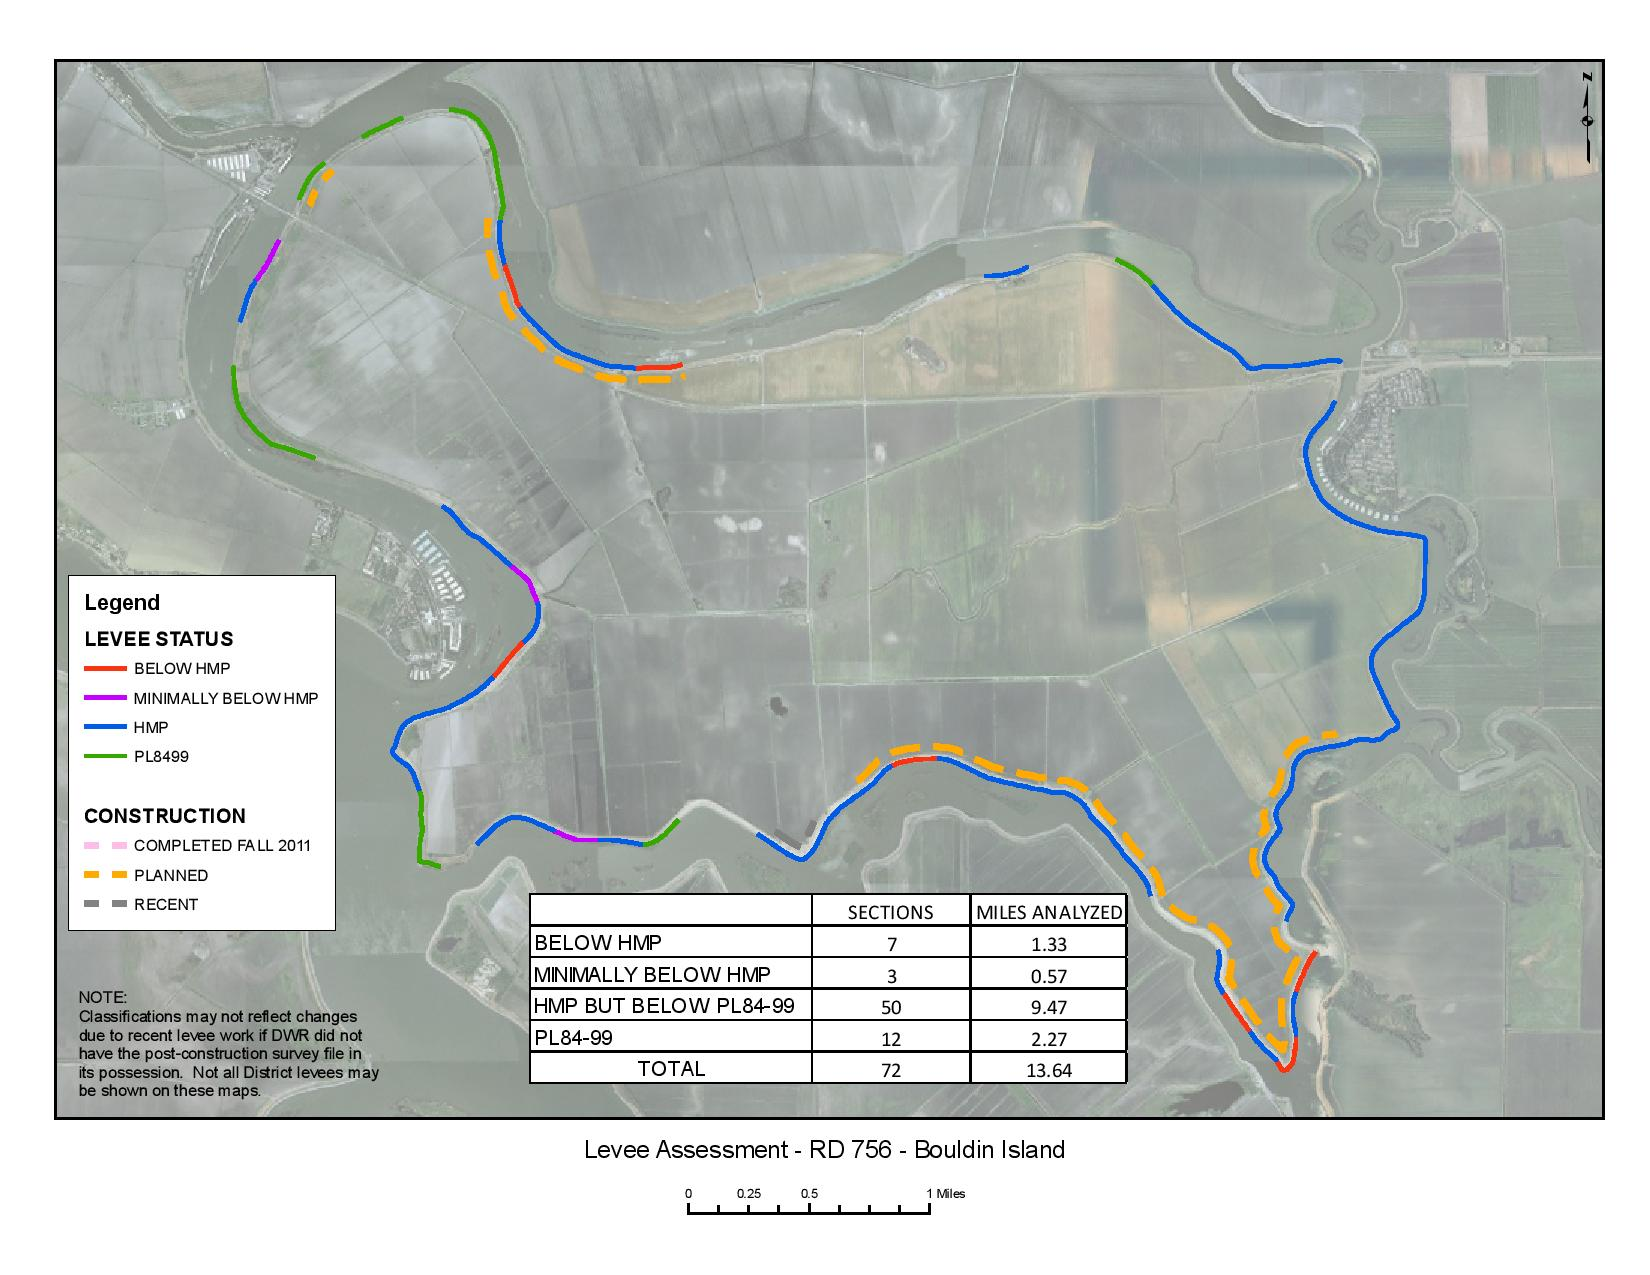 N
Legend
LEVEE STATUS
BELOW HMP
MINIMALLY BELOW HMP
HMP
PL8499
CONSTRUCTION
COMPLETED FALL 2011
PLANNED
RECENT
NOTE:
Classifications may not reflect changes
due to recent levee work if DWR did not
have the post-construction survey file in
its possession.  Not all District levees may
be shown on these maps.
SECTIONS MILES ANALYZED
BELOW HMP 7 1.33
MINIMALLY BELOW HMP 3 0.57
HMP BUT BELOW PL84-99 50 9.47
PL84-99 12 2.27
TOTAL 72 13.64
Levee Assessment - RD 756 - Bouldin Island
0 0.25 0.5 1 Miles